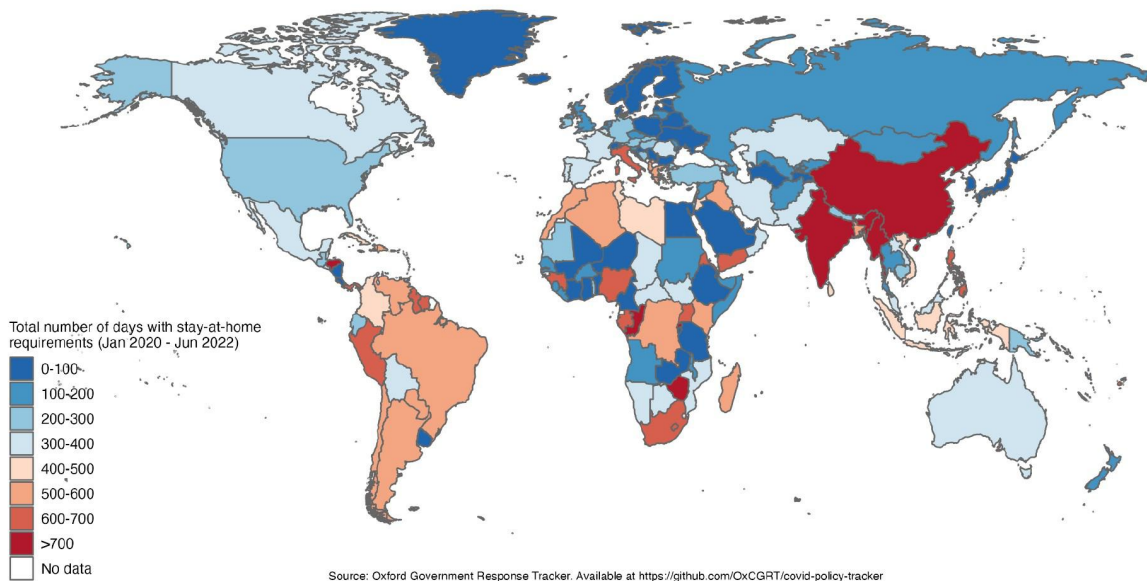 Total number of days with stay-at-home
requirements (Jan 2020 - Jun 2022)
0-100
100-200
200-300
300-400
400-500
500-600
600-700
>700
No data
Source: Oxford Government Response Tracker. Available at https://github.com/OxCGRT/covid-policy-tracker